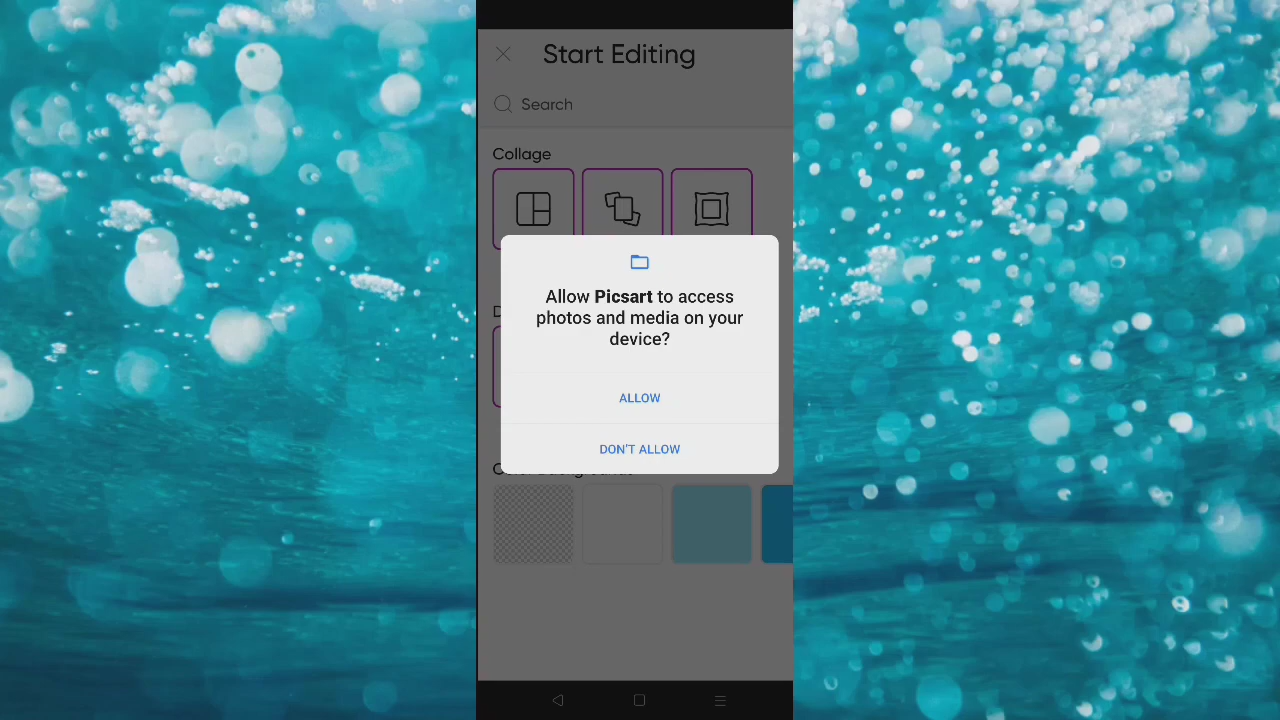 Start Editing
Search
Collage
Allow Picsart to access
photos and media on your
device?
ALLOW
DON'T ALLOW